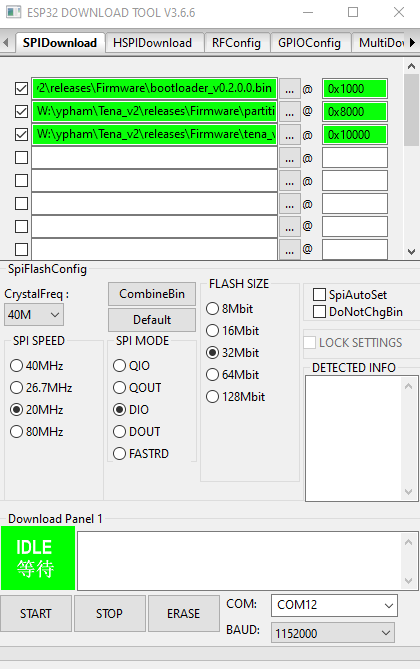 ESP32 DOWNLOAD TOOL V3.6.6
SPIDownload HSPIDownload RFConfig GPIOConfig MultiDow
v2\releases\Firmware\bootloader_v0.2.0.0.bin ... @ 0x1000
W:\ypham\Tena_v2\releases\Firmware\partiti ... @ 0x8000
W:\ypham\Tena_v2\releases\Firmware\tena_v ... @ 0x10000
... @
... @
... @
... @
... @
SpiFlashConfig
CrystalFreq :
40M
CombineBin
Default
SPI SPEED
40MHz
26.7MHz
20MHz
80MHz
SPI MODE
QIO
QOUT
DIO
DOUT
FASTRD
FLASH SIZE
8Mbit
16Mbit
32Mbit
64Mbit
128Mbit
SpiAutoSet
DoNotChgBin
LOCK SETTINGS
DETECTED INFO
Download Panel 1
IDLE
等待
START STOP ERASE
COM: COM12
BAUD: 1152000